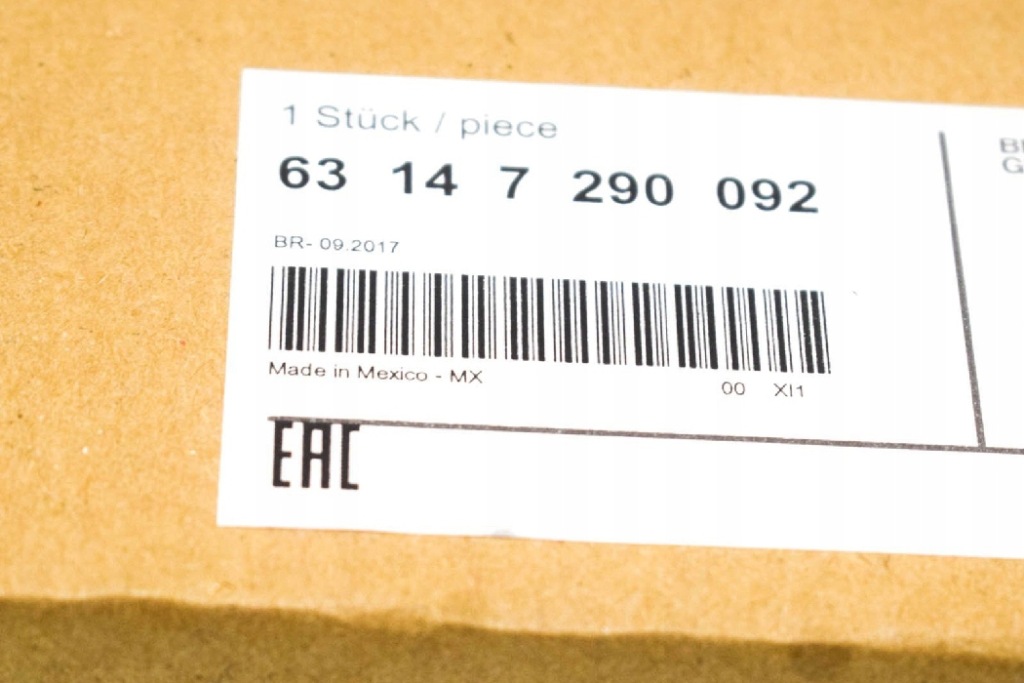 1 Stück / piece
63 14 7 290 092
BR- 09.2017
Made in Mexico - MX
00 XI1
EAC